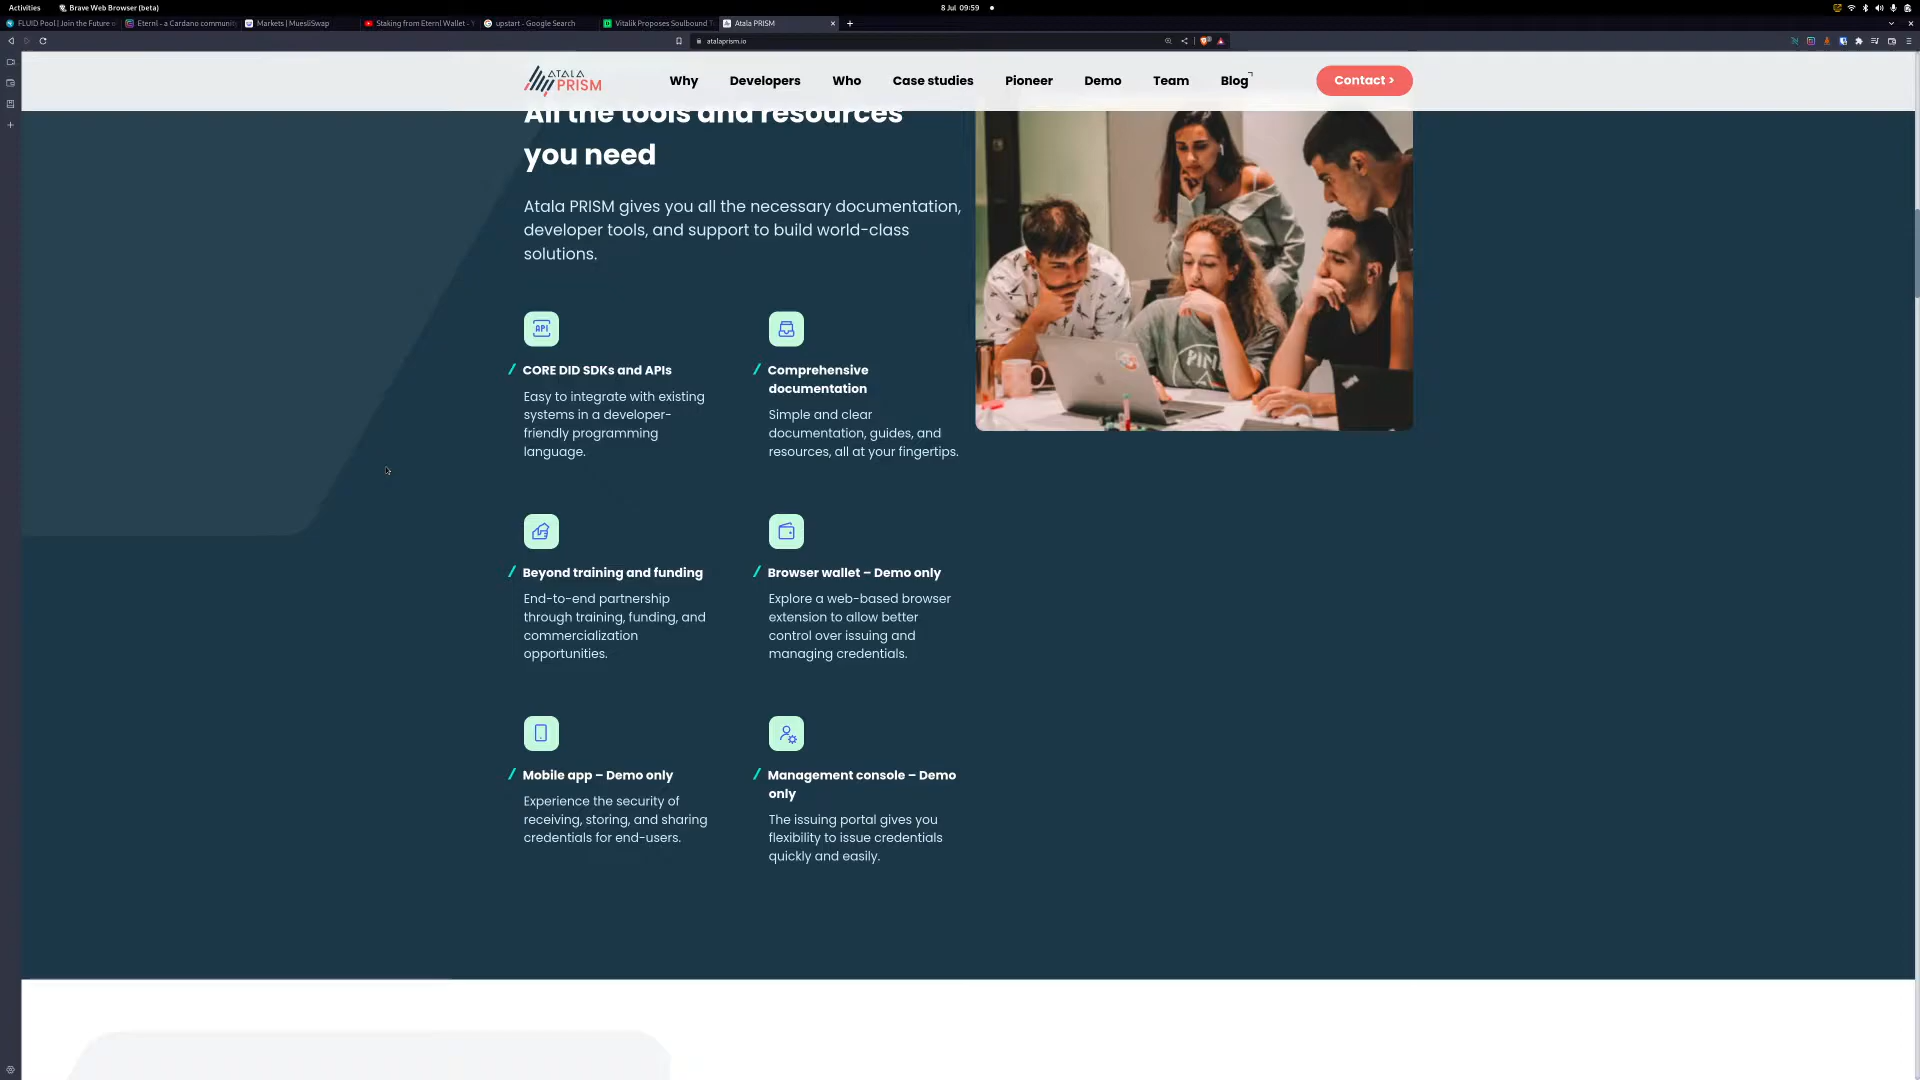 Activities
Brave Web Browser (beta)
8 Jul 09:59
FLUID Pool | Join the Future
Eternl - a Cardano communi
Markets | MuesliSwap
Staking from Eternl Wallet -
upstart - Google Search
Vitalik Proposes Soulbound
Atala PRISM
atalaprism.io
ATALA
PRISM
Why
Developers
Who
Case studies
Pioneer
Demo
Team
Blog
Contact >
All the tools and resources
you need
Atala PRISM gives you all the necessary documentation,
developer tools, and support to build world-class
solutions.
API
/ CORE DID SDKs and APIs
Easy to integrate with existing
systems in a developer-
friendly programming
language.
/ Comprehensive
documentation
Simple and clear
documentation, guides, and
resources, all at your fingertips.
/ Beyond training and funding
End-to-end partnership
through training, funding, and
commercialization
opportunities.
/ Browser wallet – Demo only
Explore a web-based browser
extension to allow better
control over issuing and
managing credentials.
/ Mobile app – Demo only
Experience the security of
receiving, storing, and sharing
credentials for end-users.
/ Management console – Demo
only
The issuing portal gives you
flexibility to issue credentials
quickly and easily.
PIN